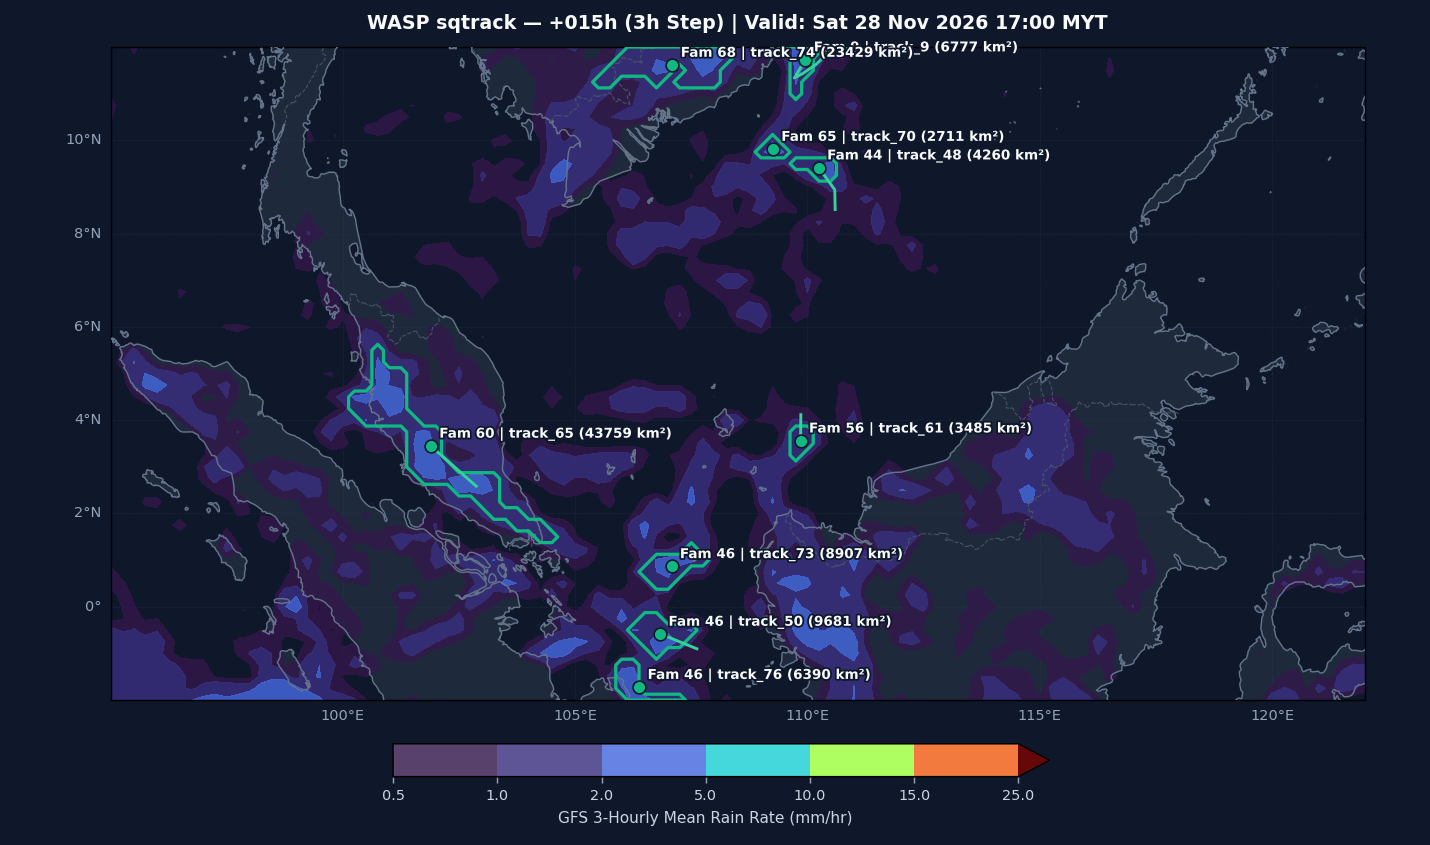 WASP sqtrack — +015h (3h Step) | Valid: Sat 28 Nov 2026 17:00 MYT
track_9 (6777 km²)
Fam 68 | track_74 (23429 km²)
Fam 65 | track_70 (2711 km²)
Fam 44 | track_48 (4260 km²)
Fam 56 | track_61 (3485 km²)
Fam 60 | track_65 (43759 km²)
Fam 46 | track_73 (8907 km²)
Fam 46 | track_50 (9681 km²)
Fam 46 | track_76 (6390 km²)
10°N
8°N
6°N
4°N
2°N
0°
100°E 105°E 110°E 115°E 120°E
0.5 1.0 2.0 5.0 10.0 15.0 25.0
GFS 3-Hourly Mean Rain Rate (mm/hr)